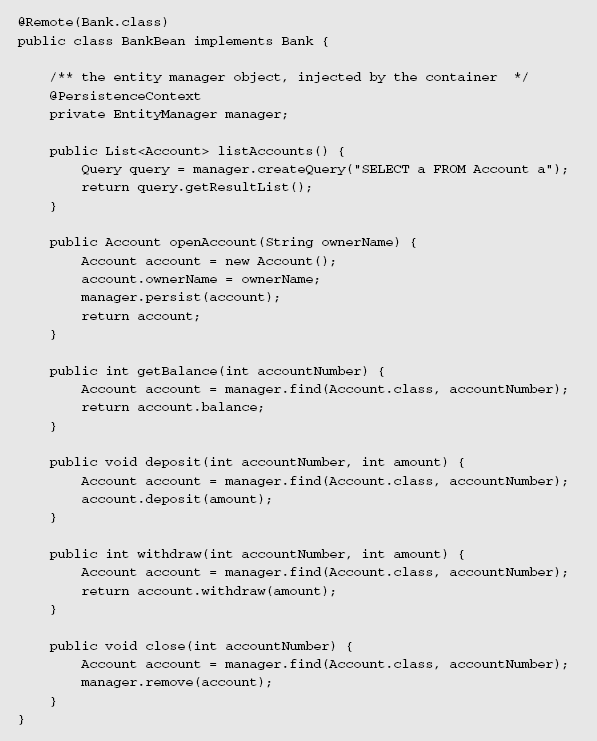 @Remote(Bank.class)
public class BankBean implements Bank {
/** the entity manager object, injected by the container  */
@PersistenceContext
private EntityManager manager;
public List<Account> listAccounts() {
Query query = manager.createQuery("SELECT a FROM Account a");
return query.getResultList();
}
public Account openAccount(String ownerName) {
Account account = new Account();
account.ownerName = ownerName;
manager.persist(account);
return account;
}
public int getBalance(int accountNumber) {
Account account = manager.find(Account.class, accountNumber);
return account.balance;
}
public void deposit(int accountNumber, int amount) {
Account account = manager.find(Account.class, accountNumber);
account.deposit(amount);
}
public int withdraw(int accountNumber, int amount) {
Account account = manager.find(Account.class, accountNumber);
return account.withdraw(amount);
}
public void close(int accountNumber) {
Account account = manager.find(Account.class, accountNumber);
manager.remove(account);
}
}